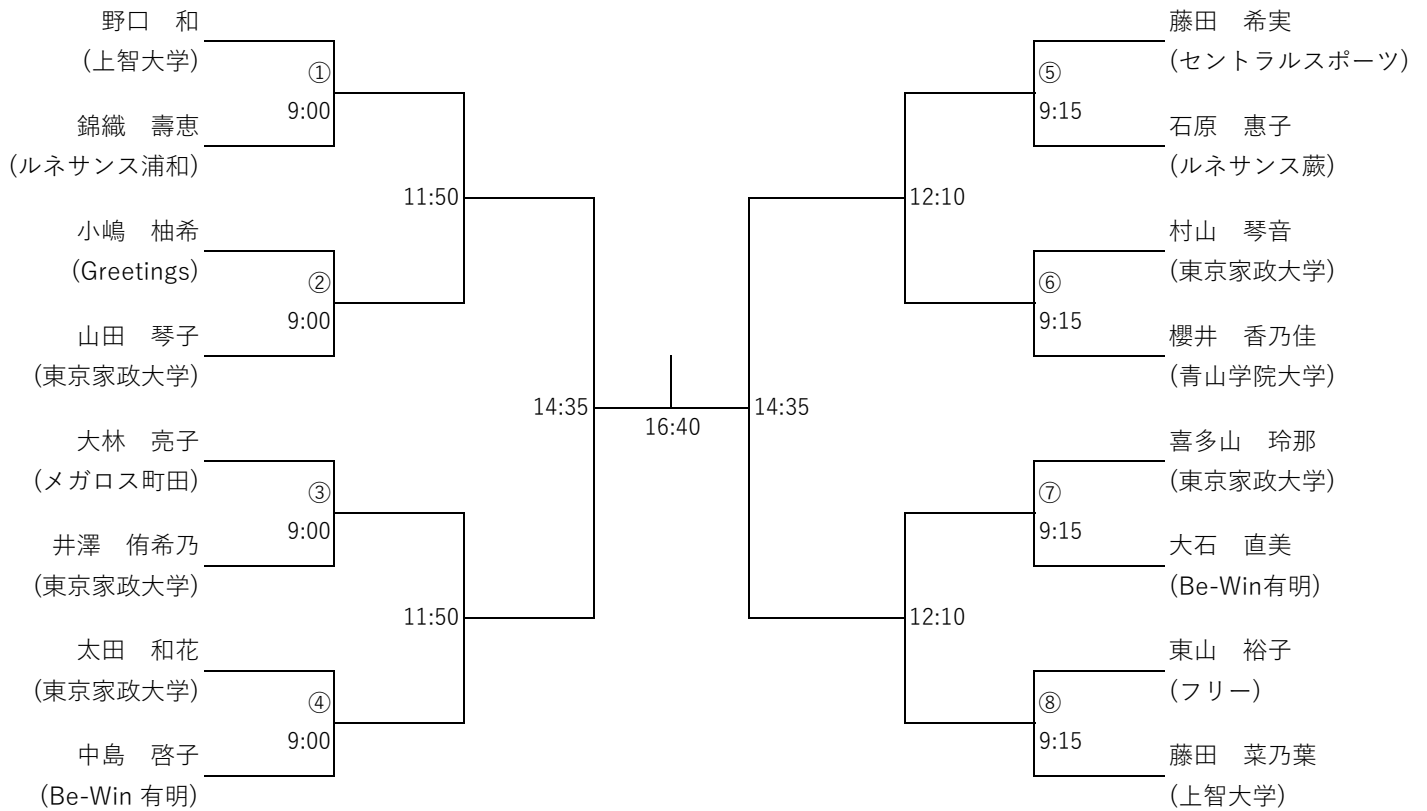 野口　和
(上智大学)
①
9:00
錦織　壽恵
(ルネサンス浦和)
11:50
小嶋　柚希
(Greetings)
②
9:00
山田　琴子
(東京家政大学)
14:35
大林　亮子
(メガロス町田)
③
9:00
井澤　侑希乃
(東京家政大学)
11:50
太田　和花
(東京家政大学)
④
9:00
中島　啓子
(Be-Win 有明)
16:40
藤田　希実
(セントラルスポーツ)
⑤
9:15
石原　惠子
(ルネサンス蕨)
12:10
村山　琴音
(東京家政大学)
⑥
9:15
櫻井　香乃佳
(青山学院大学)
14:35
喜多山　玲那
(東京家政大学)
⑦
9:15
大石　直美
(Be-Win有明)
12:10
東山　裕子
(フリー)
⑧
9:15
藤田　菜乃葉
(上智大学)